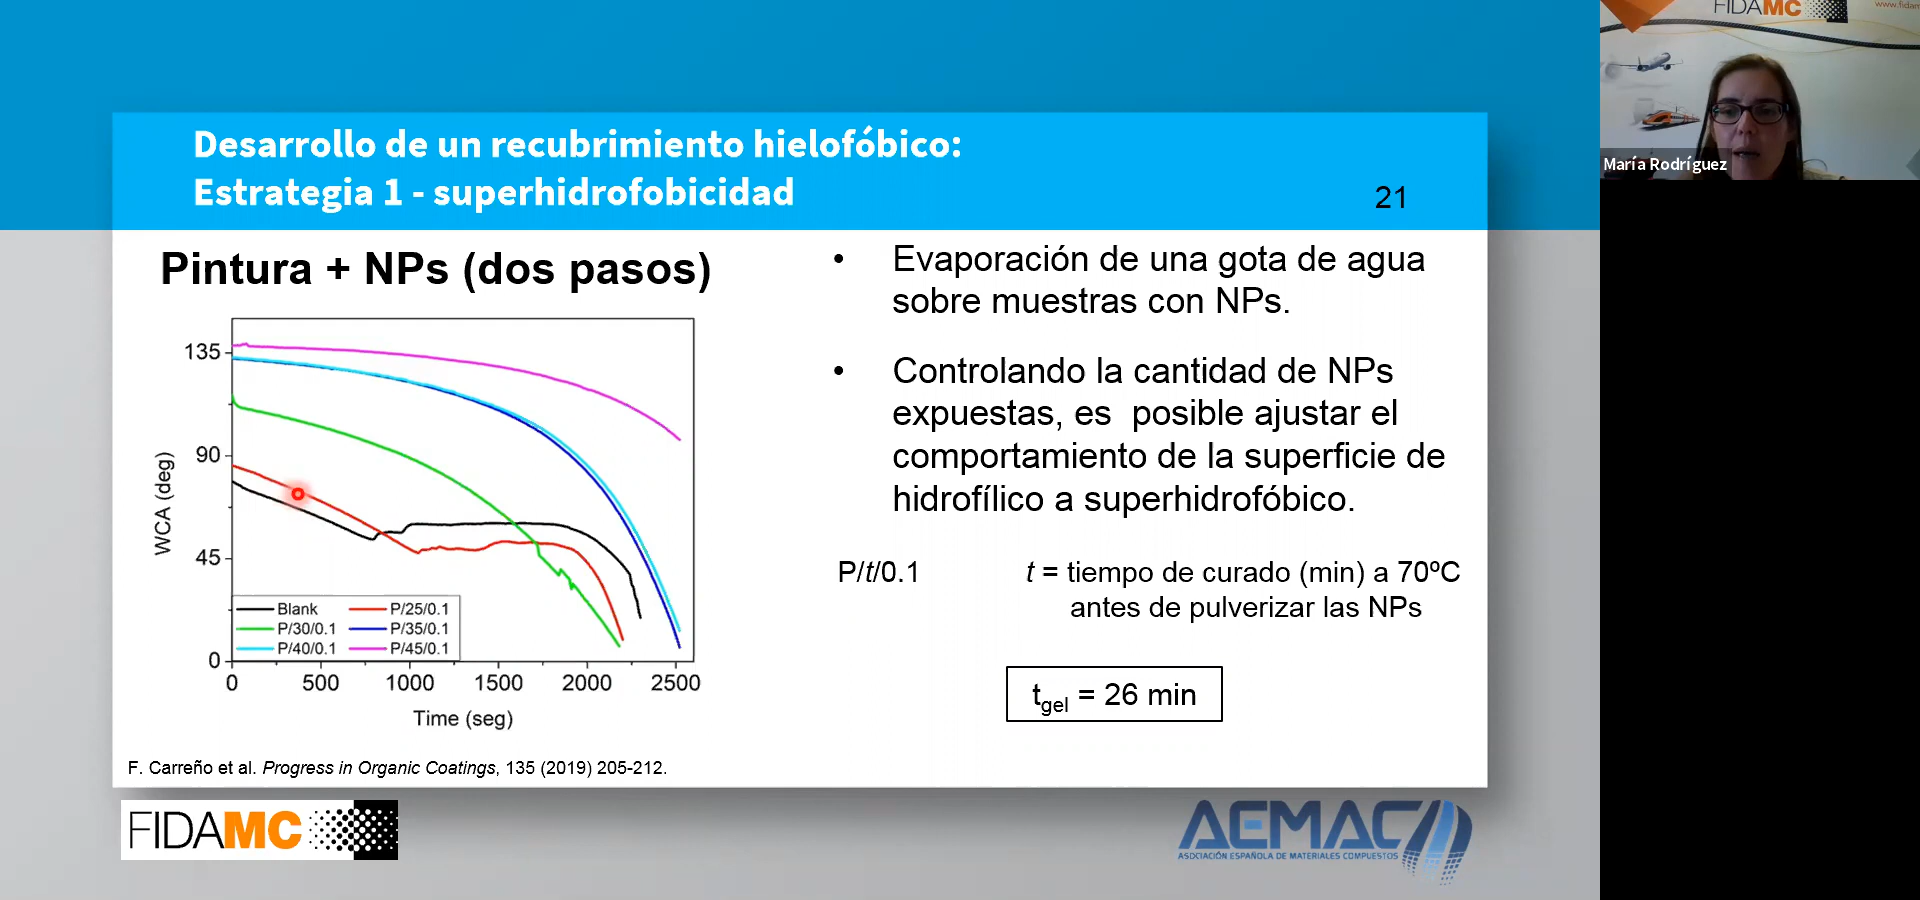 Desarrollo de un recubrimiento hielofóbico:
Estrategia 1 - superhidrofobicidad
21
Pintura + NPs (dos pasos)
135
90
45
0
WCA (deg)
Blank
P/25/0.1
P/30/0.1
P/35/0.1
P/40/0.1
P/45/0.1
0 500 1000 1500 2000 2500
Time (seg)
• Evaporación de una gota de agua
sobre muestras con NPs.
• Controlando la cantidad de NPs
expuestas, es posible ajustar el
comportamiento de la superficie de
hidrofílico a superhidrofóbico.
P/t/0.1
t = tiempo de curado (min) a 70ºC
antes de pulverizar las NPs
tgel = 26 min
F. Carreño et al. Progress in Organic Coatings, 135 (2019) 205-212.
FIDAMC
AEMAC
ASOCIACIÓN ESPAÑOLA DE MATERIALES COMPUESTOS
FIDAMC
www.fidam
María Rodríguez